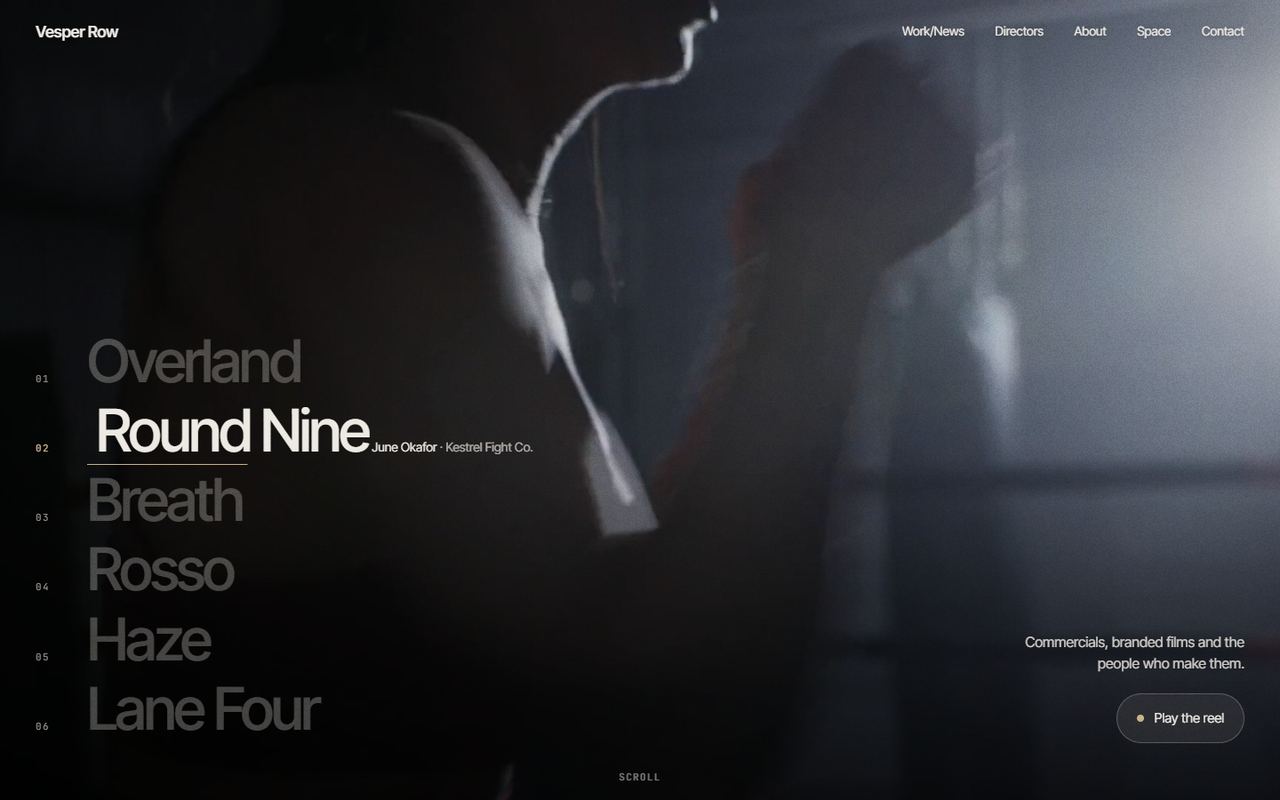 Vesper Row
Work/News Directors About Space Contact
01 Overland
02 Round Nine June Okafor · Kestrel Fight Co.
03 Breath
04 Rosso
05 Haze
06 Lane Four
Commercials, branded films and the
people who make them.
Play the reel
SCROLL